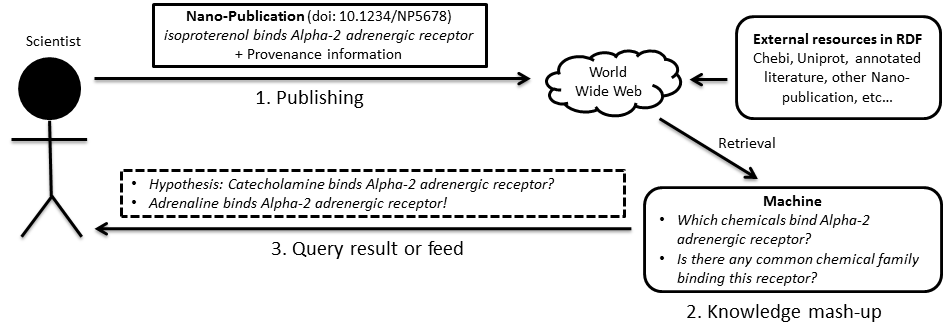 Scientist
Nano-Publication (doi: 10.1234/NP5678)
isoproterenol binds Alpha-2 adrenergic receptor
+ Provenance information
1. Publishing
World
Wide Web
External resources in RDF
Chebi, Uniprot, annotated
literature, other Nano-
publication, etc…
Retrieval
Machine
• Which chemicals bind Alpha-2
adrenergic receptor?
• Is there any common chemical family
binding this receptor?
2. Knowledge mash-up
• Hypothesis: Catecholamine binds Alpha-2 adrenergic receptor?
• Adrenaline binds Alpha-2 adrenergic receptor!
3. Query result or feed